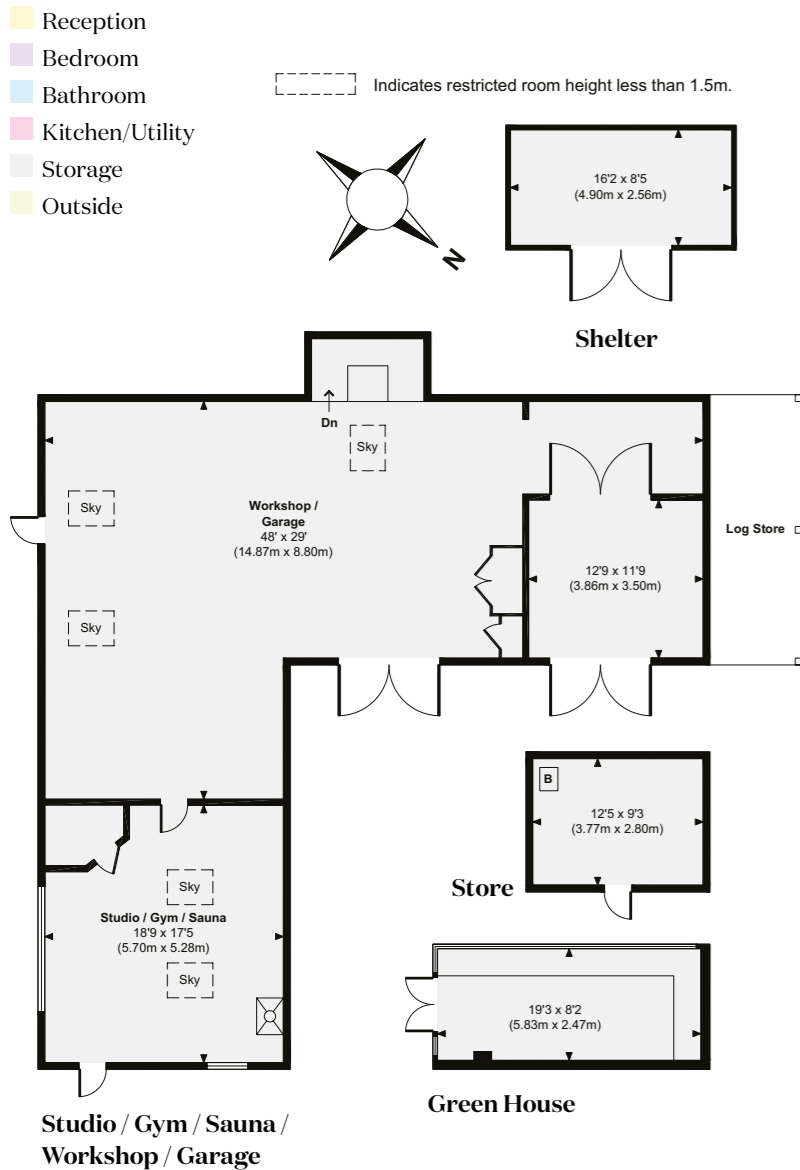 Reception
Bedroom
Bathroom
Kitchen/Utility
Storage
Outside
Indicates restricted room height less than 1.5m.
N
16'2 x 8'5
(4.90m x 2.56m)
Shelter
Dn
Sky
Sky
Workshop /
Garage
48' x 29'
(14.87m x 8.80m)
Log Store
12'9 x 11'9
(3.86m x 3.50m)
Sky
B
12'5 x 9'3
(3.77m x 2.80m)
Store
Sky
Studio / Gym / Sauna
18'9 x 17'5
(5.70m x 5.28m)
Sky
19'3 x 8'2
(5.83m x 2.47m)
Green House
Studio / Gym / Sauna /
Workshop / Garage